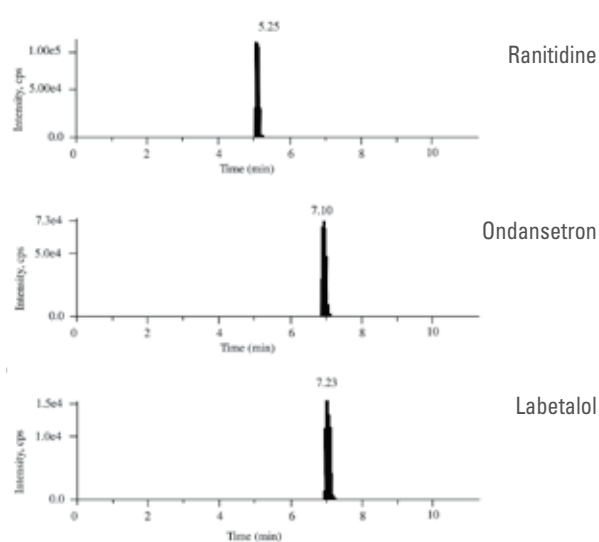 5.25
Ranitidine
1.00e5
5.00e4
0.0
Intensity, cps
0 2 4 6 8 10
Time (min)
7.10
Ondansetron
7.3e4
5.0e4
0.0
Intensity, cps
0 2 4 6 8 10
Time (min)
7.23
Labetalol
1.5e4
1.0e4
0.0
Intensity, cps
0 2 4 6 8 10
Time (min)